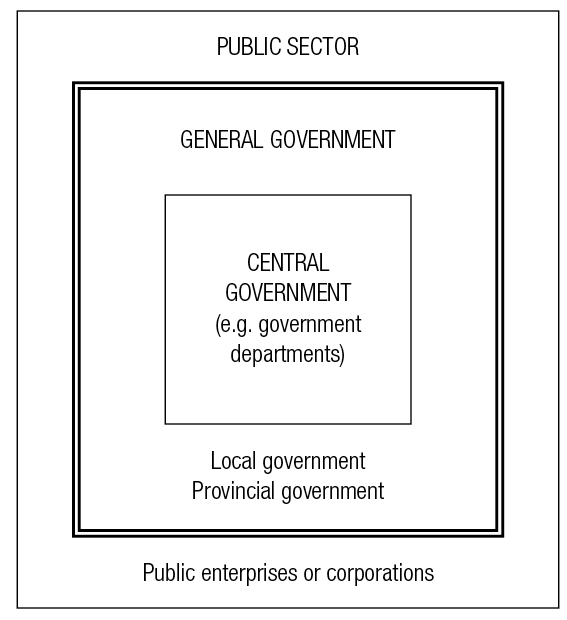 PUBLIC SECTOR
GENERAL GOVERNMENT
CENTRAL
GOVERNMENT
(e.g. government
departments)
Local government
Provincial government
Public enterprises or corporations